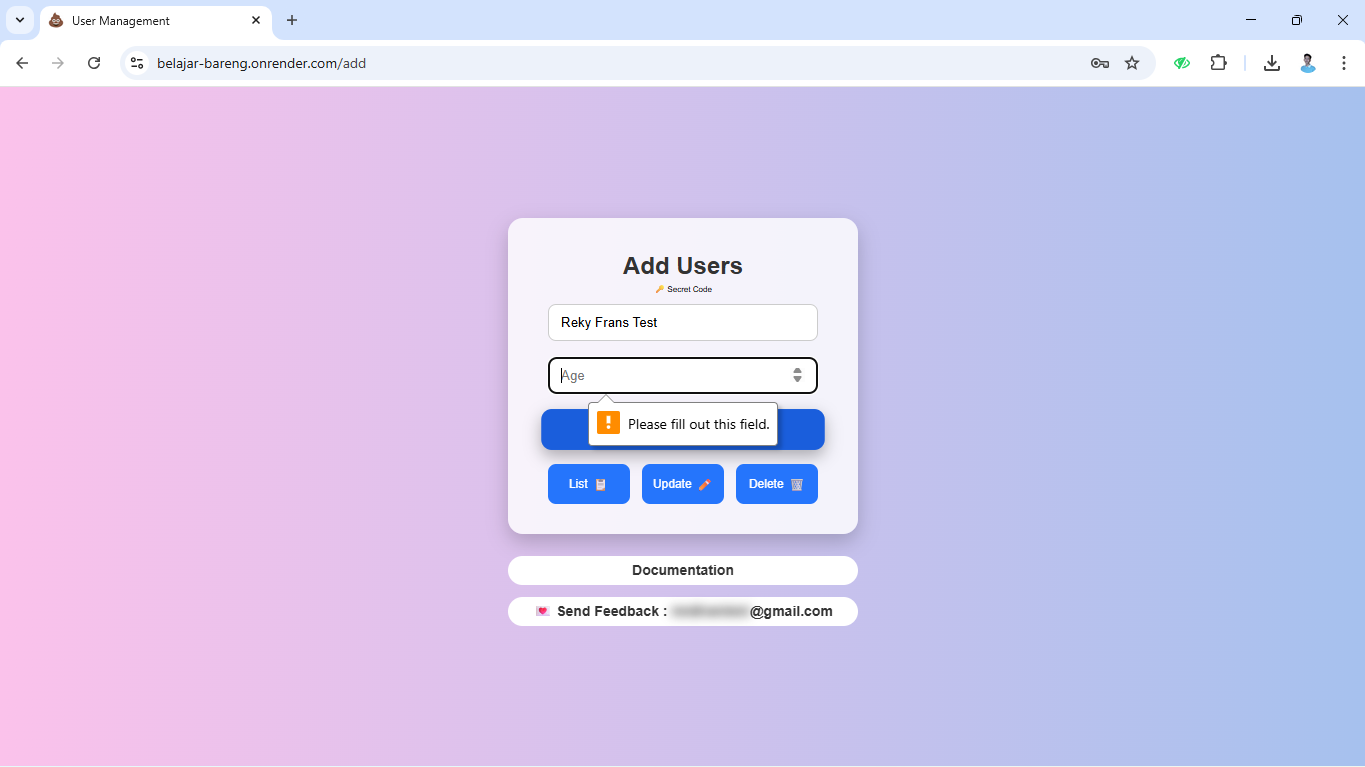 User Management
belajar-bareng.onrender.com/add
Add Users
🔑 Secret Code
Reky Frans Test
Age
Please fill out this field.
List 📋
Update ✏️
Delete 🗑️
Documentation
💌 Send Feedback : @gmail.com